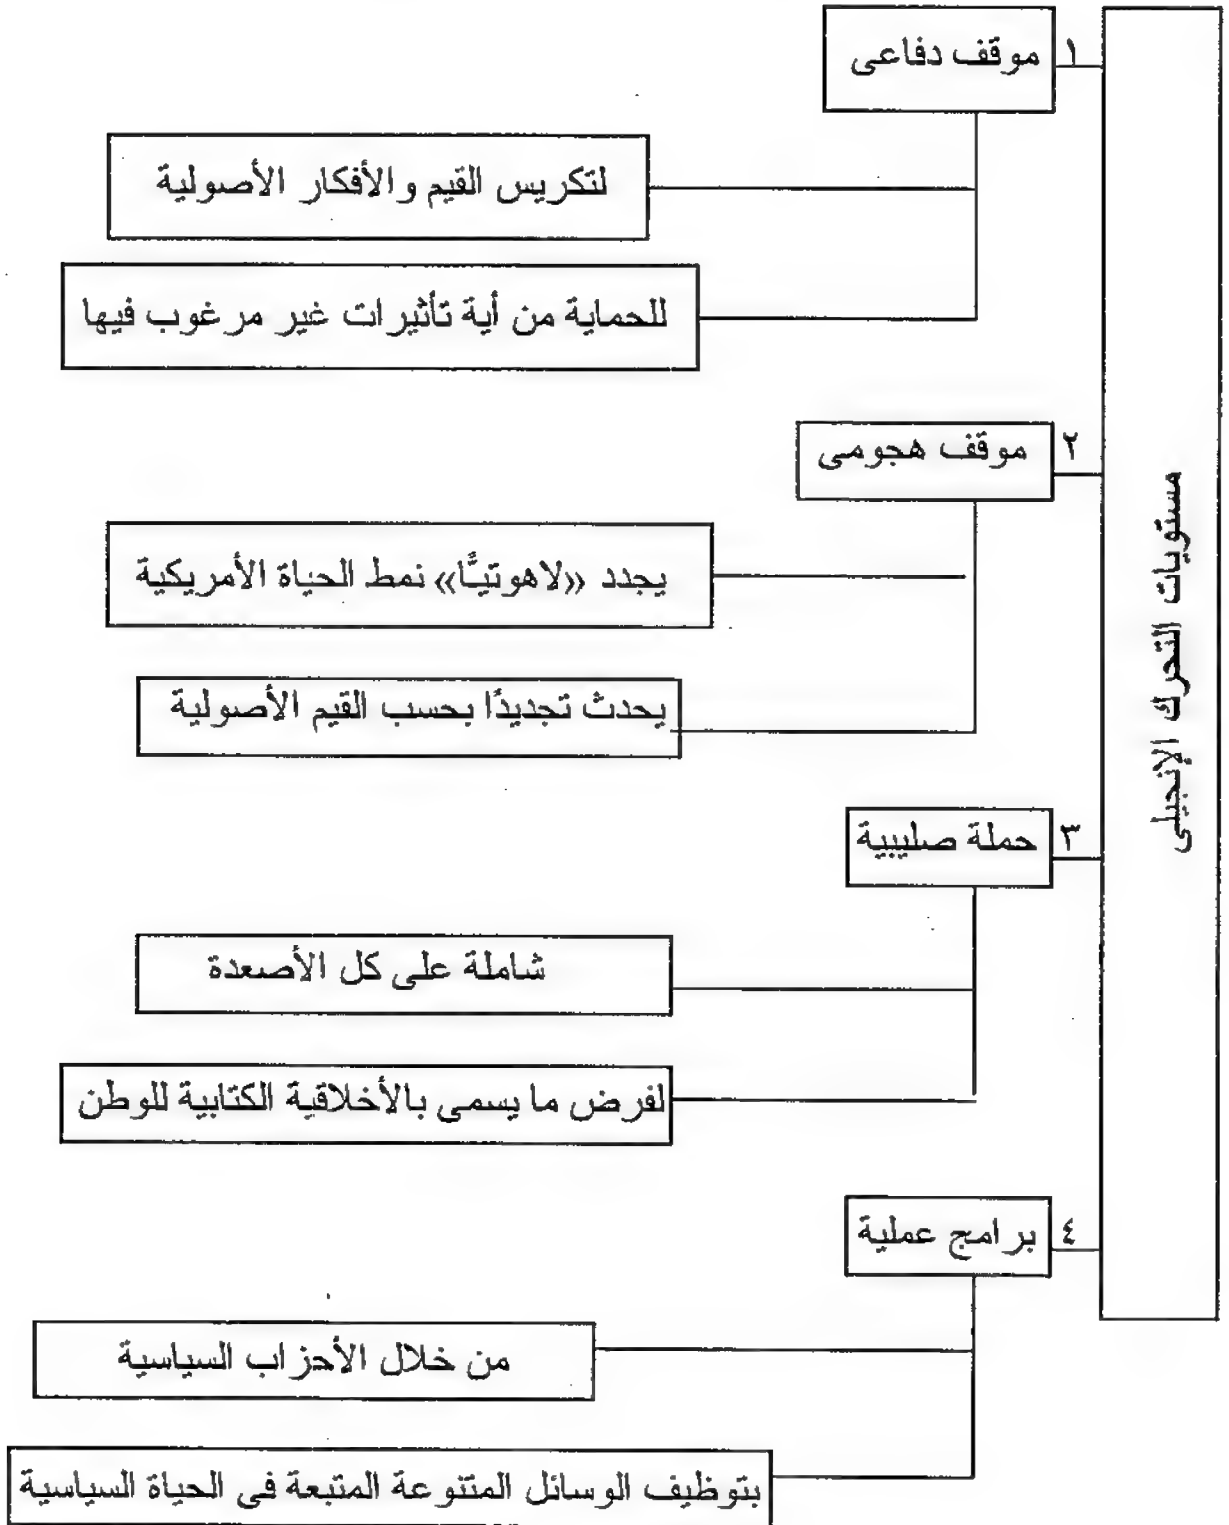 مستويات التحرك الإنجيلى
١
موقف دفاعى
لتكريس القيم والأفكار الأصولية
للحماية من أية تأثيرات غير مرغوب فيها
٢
موقف هجومى
يجدد «لاهوتيًّا» نمط الحياة الأمريكية
يحدث تجديدًا بحسب القيم الأصولية
٣
حملة صليبية
شاملة على كل الأصعدة
لفرض ما يسمى بالأخلاقية الكتابية للوطن
٤
برامج عملية
من خلال الأحزاب السياسية
بتوظيف الوسائل المتنوعة المتبعة فى الحياة السياسية